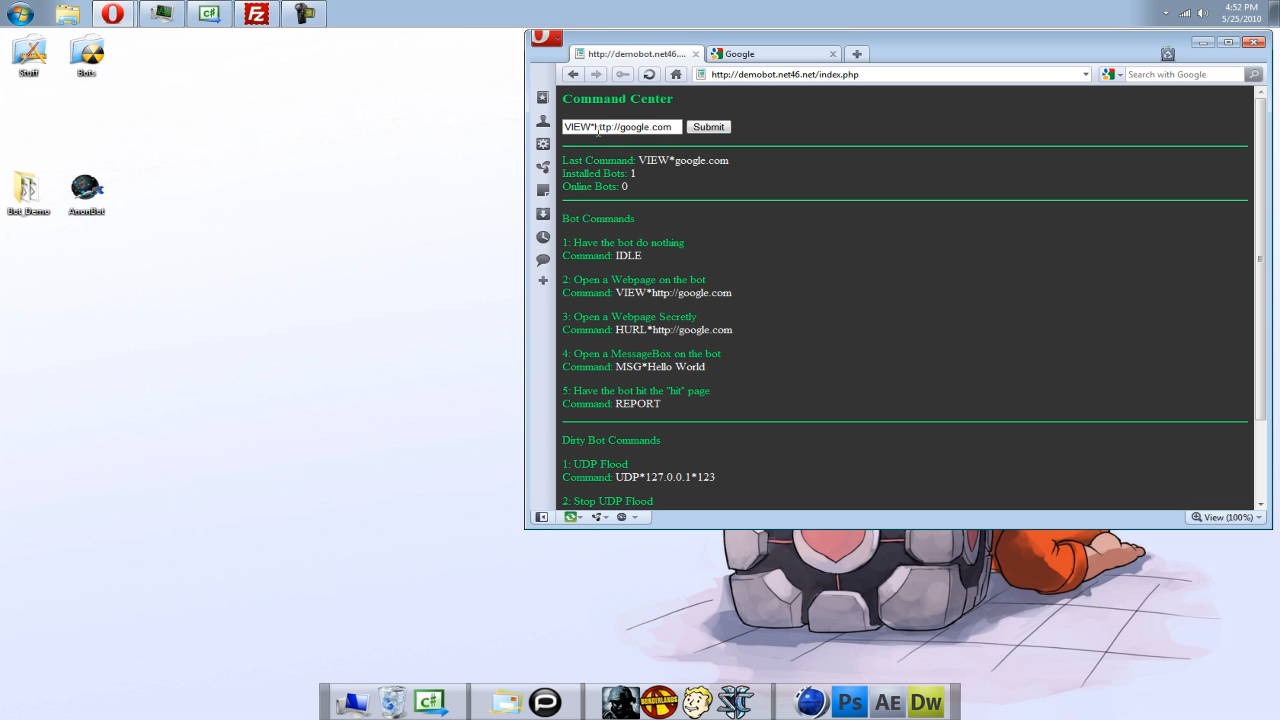 4:52 PM
5/25/2010
Stuff
Bots
Bot_Demo
AnonBot
http://demobot.net46....
Google
http://demobot.net46.net/index.php
Search with Google
Command Center
VIEW*http://google.com
Submit
Last Command: VIEW*google.com
Installed Bots: 1
Online Bots: 0
Bot Commands
1: Have the bot do nothing
Command: IDLE
2: Open a Webpage on the bot
Command: VIEW*http://google.com
3: Open a Webpage Secretly
Command: HURL*http://google.com
4: Open a MessageBox on the bot
Command: MSG*Hello World
5: Have the bot hit the "hit" page
Command: REPORT
Dirty Bot Commands
1: UDP Flood
Command: UDP*127.0.0.1*123
2: Stop UDP Flood
View (100%)
BORDERLANDS
Ps
AE
Dw